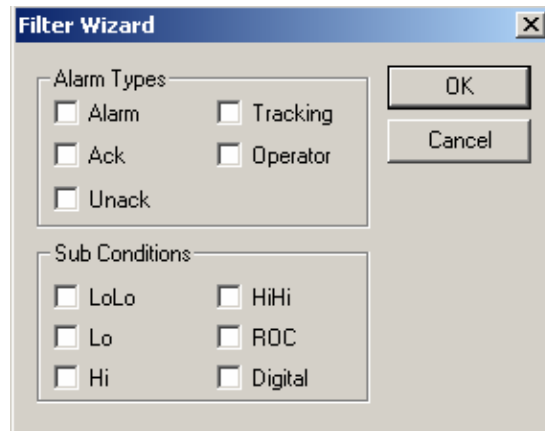 Filter Wizard
Alarm Types
Alarm
Tracking
Ack
Operator
Unack
OK
Cancel
Sub Conditions
LoLo
HiHi
Lo
ROC
Hi
Digital